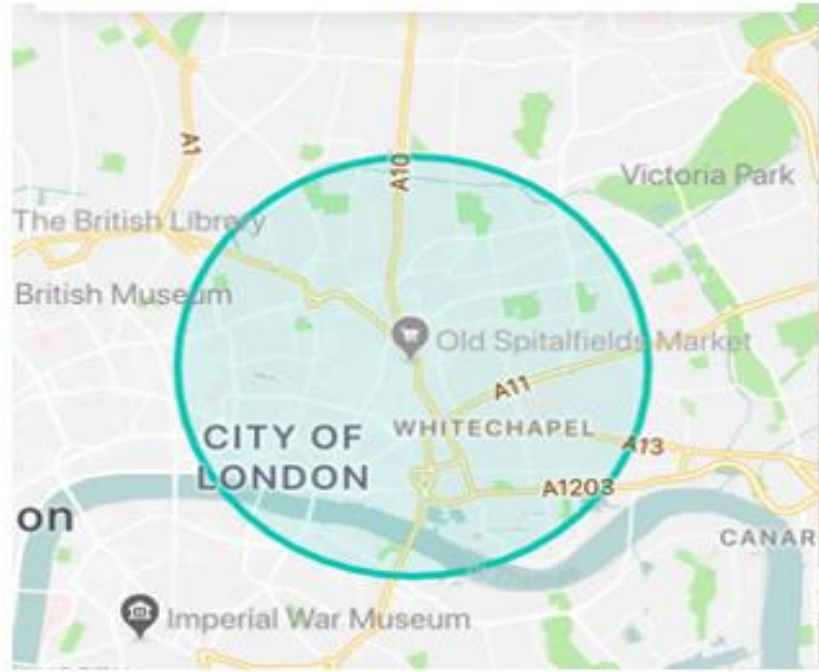 A1
A10
Victoria Park
The British Library
British Museum
Old Spitalfields Market
A11
CITY OF
LONDON
WHITECHAPEL
A13
A1203
on
CANAR
Imperial War Museum